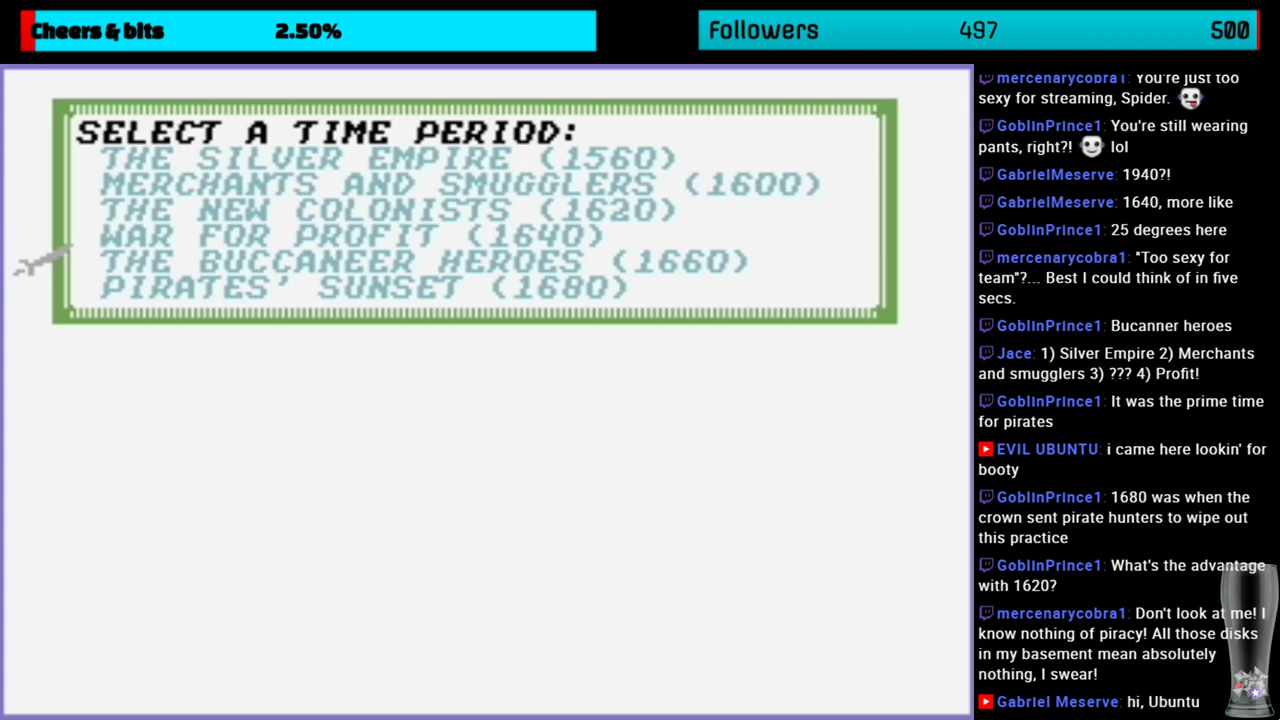 Cheers & bits 2.50%
Followers 497 500
SELECT A TIME PERIOD:
THE SILVER EMPIRE (1560)
MERCHANTS AND SMUGGLERS (1600)
THE NEW COLONISTS (1620)
WAR FOR PROFIT (1640)
THE BUCCANEER HEROES (1660)
PIRATES' SUNSET (1680)
mercenarycobra1: You're just too
sexy for streaming, Spider.
GoblinPrince1: You're still wearing
pants, right?! lol
GabrielMeserve: 1940?!
GabrielMeserve: 1640, more like
GoblinPrince1: 25 degrees here
mercenarycobra1: "Too sexy for
team"?... Best I could think of in five
secs.
GoblinPrince1: Bucanner heroes
Jace: 1) Silver Empire 2) Merchants
and smugglers 3) ??? 4) Profit!
GoblinPrince1: It was the prime time
for pirates
EVIL UBUNTU: i came here lookin' for
booty
GoblinPrince1: 1680 was when the
crown sent pirate hunters to wipe out
this practice
GoblinPrince1: What's the advantage
with 1620?
mercenarycobra1: Don't look at me! I
know nothing of piracy! All those disks
in my basement mean absolutely
nothing, I swear!
Gabriel Meserve: hi, Ubuntu